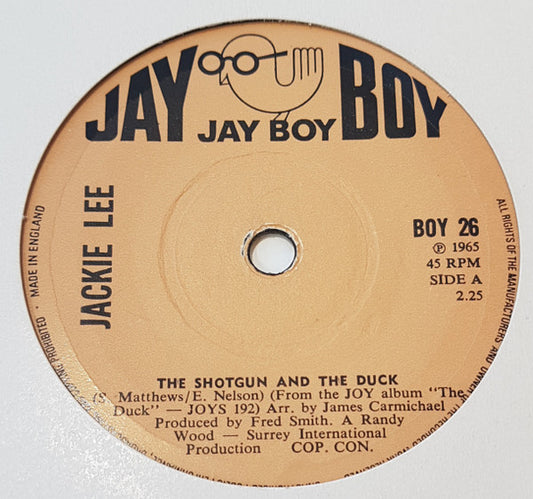 JAY BOY
JAY BOY
JACKIE LEE
BOY 26
℗ 1965
45 RPM
SIDE A
2.25
THE SHOTGUN AND THE DUCK
(S. Matthews/E. Nelson) (From the JOY album "The
Duck" — JOYS 192) Arr. by James Carmichael
Produced by Fred Smith. A Randy
Wood — Surrey International
Production COP. CON.
MADE IN ENGLAND
ALL RIGHTS OF THE MANUFACTURERS AND
PROHIBITED